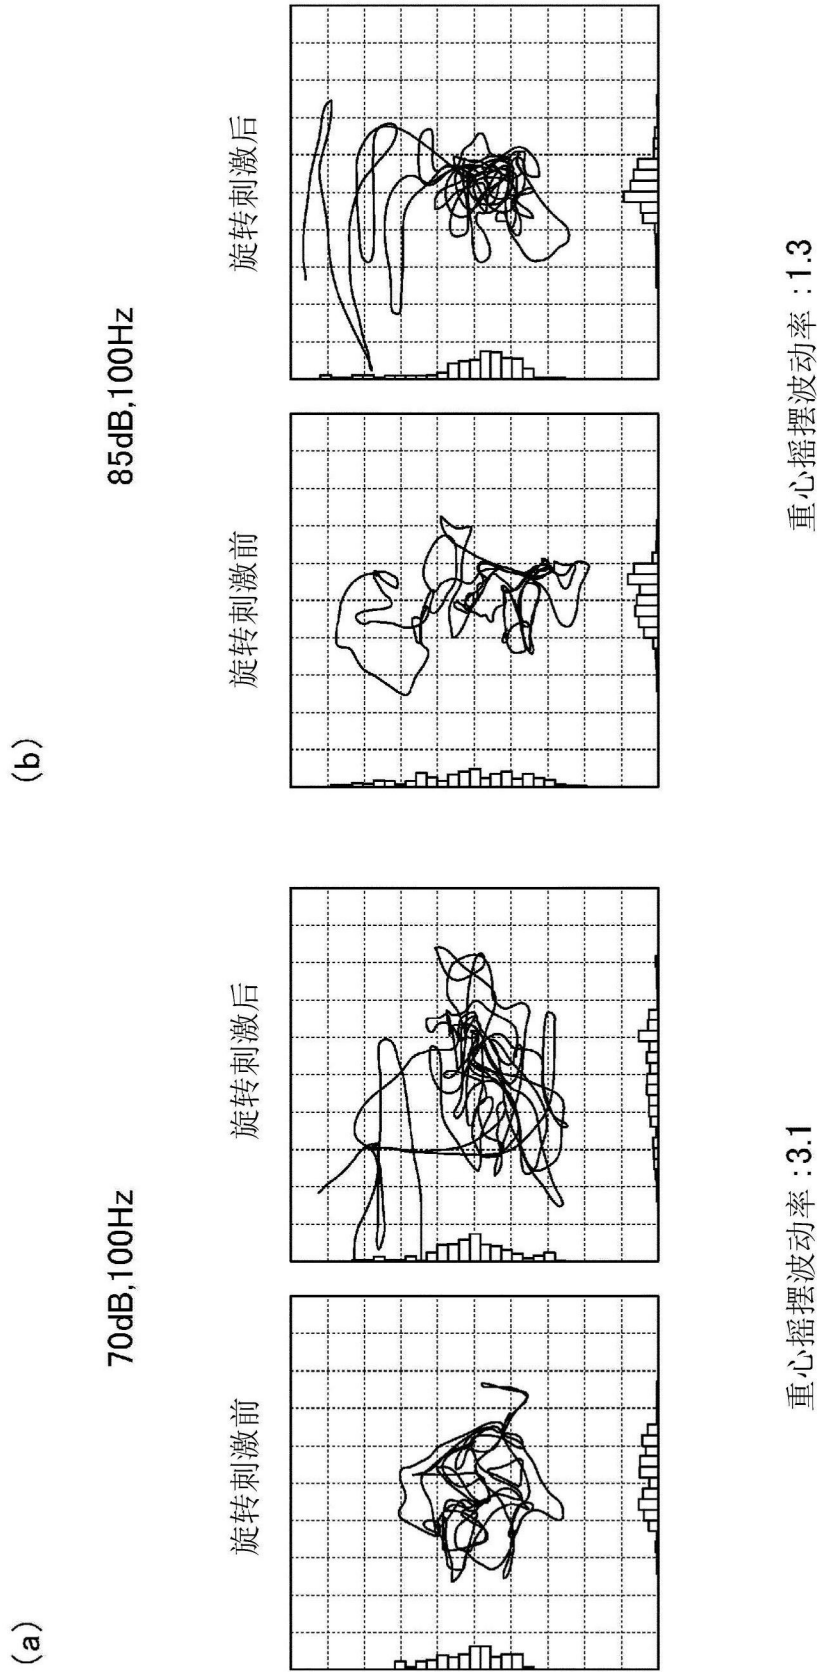 (a)
70dB,100Hz
旋转刺激前
旋转刺激后
重心摇摆波动率 :3.1
(b)
85dB,100Hz
旋转刺激前
旋转刺激后
重心摇摆波动率 :1.3